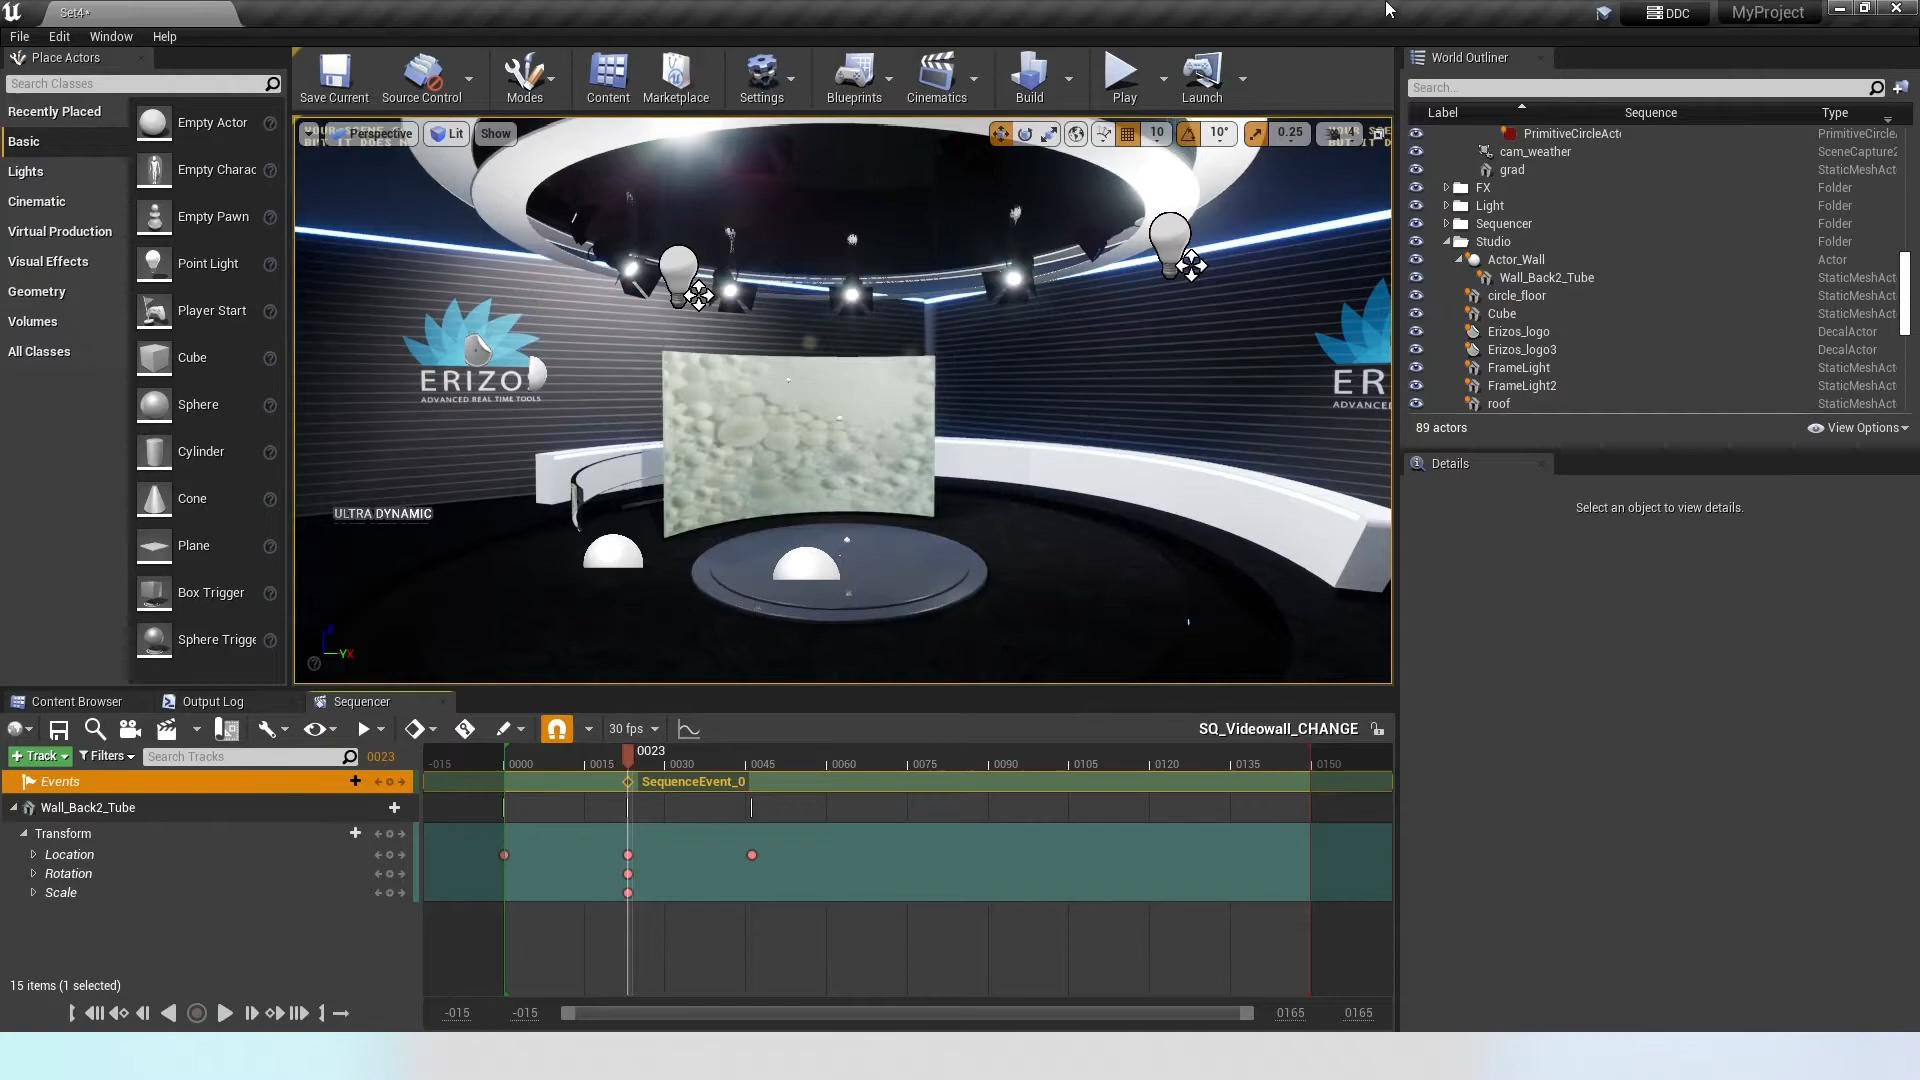 Set4*
DDC
MyProject
File Edit Window Help
Place Actors
Search Classes
Recently Placed
Basic
Lights
Cinematic
Virtual Production
Visual Effects
Geometry
Volumes
All Classes
Empty Actor
Empty Charac
Empty Pawn
Point Light
Player Start
Cube
Sphere
Cylinder
Cone
Plane
Box Trigger
Sphere Trigge
Save Current
Source Control
Modes
Content
Marketplace
Settings
Blueprints
Cinematics
Build
Play
Launch
Perspective
Lit
Show
10
10°
0.25
ERIZO
ADVANCED REAL TIME TOOLS
ER
ADVANCE
ULTRA DYNAMIC
YX
World Outliner
Search...
Label Sequence Type
PrimitiveCircleActo PrimitiveCircle
cam_weather SceneCapture2
grad StaticMeshAct
FX Folder
Light Folder
Sequencer Folder
Studio Folder
Actor_Wall Actor
Wall_Back2_Tube StaticMeshAct
circle_floor StaticMeshAct
Cube StaticMeshAct
Erizos_logo DecalActor
Erizos_logo3 DecalActor
FrameLight StaticMeshAct
FrameLight2 StaticMeshAct
roof StaticMeshAct
89 actors
View Options
Details
Select an object to view details.
Content Browser
Output Log
Sequencer
30 fps
SQ_Videowall_CHANGE
+ Track Filters Search Tracks 0023
0023
-015 0000 0015 0030 0045 0060 0075 0090 0105 0120 0135 0150
Events
SequenceEvent_0
Wall_Back2_Tube
Transform
Location
Rotation
Scale
15 items (1 selected)
-015 -015 0165 0165